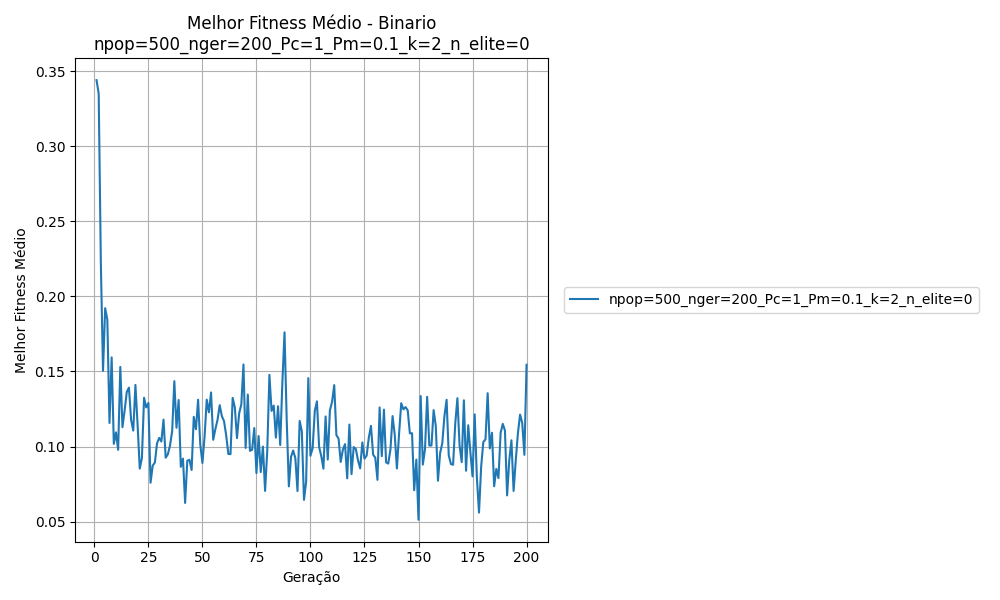 Melhor Fitness Médio - Binario
npop=500_nger=200_Pc=1_Pm=0.1_k=2_n_elite=0
0.35
0.30
0.25
0.20
0.15
0.10
0.05
Melhor Fitness Médio
0 25 50 75 100 125 150 175 200
Geração
npop=500_nger=200_Pc=1_Pm=0.1_k=2_n_elite=0